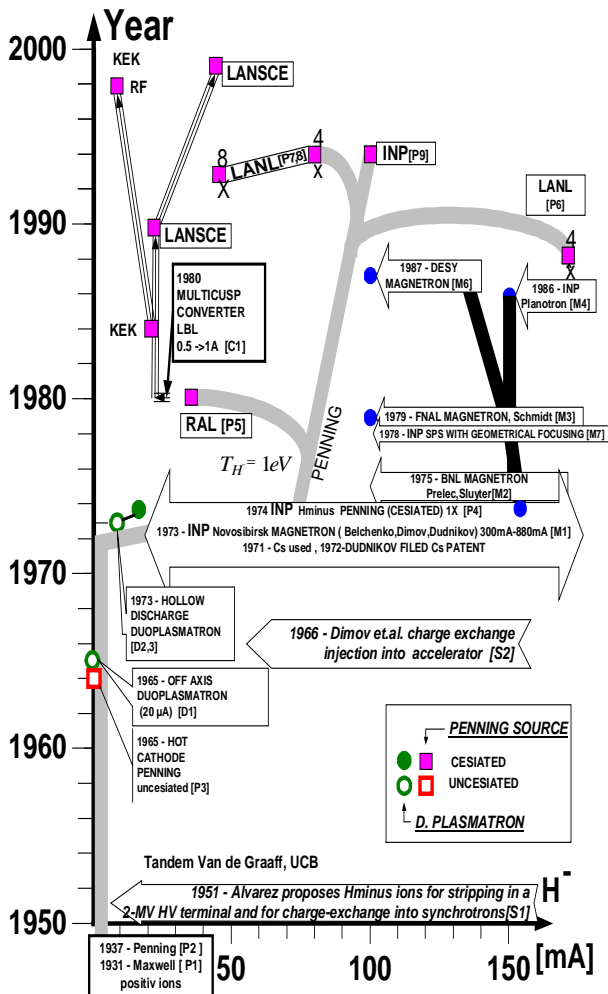 Year
2000
KEK
RF
LANSCE
8
X
LANL [P7,8]
4
X
INP[P9]
LANL
[P6]
4
X
1990
LANSCE
1980
MULTICUSP
CONVERTER
LBL
0.5 ->1A [C1]
1987 - DESY
MAGNETRON [M6]
1986 - INP
Planotron [M4]
KEK
1980
RAL [P5]
PENNING
1979 - FNAL MAGNETRON, Schmidt [M3]
1978 - INP SPS WITH GEOMETRICAL FOCUSING [M7]
T_H = 1eV
1975 - BNL MAGNETRON
Prelec,Sluyter[M2]
1974 INP Hminus PENNING (CESIATED) 1X [P4]
1973 - INP Novosibirsk MAGNETRON ( Belchenko,Dimov,Dudnikov) 300mA-880mA [M1]
1971 - Cs used , 1972-DUDNIKOV FILED Cs PATENT
1970
1973 - HOLLOW
DISCHARGE
DUOPLASMATRON
[D2,3]
1966 - Dimov et.al. charge exchange
injection into accelerator [S2]
1965 - OFF AXIS
DUOPLASMATRON
(20 µA) [D1]
1965 - HOT
CATHODE
PENNING
uncesiated [P3]
1960
PENNING SOURCE
CESIATED
UNCESIATED
D. PLASMATRON
Tandem Van de Graaff, UCB
1951 - Alvarez proposes Hminus ions for stripping in a
2-MV HV terminal and for charge-exchange into synchrotrons[S1]
H-
1950
1937 - Penning [P2]
1931 - Maxwell [ P1]
positiv ions
50
100
150
[mA]